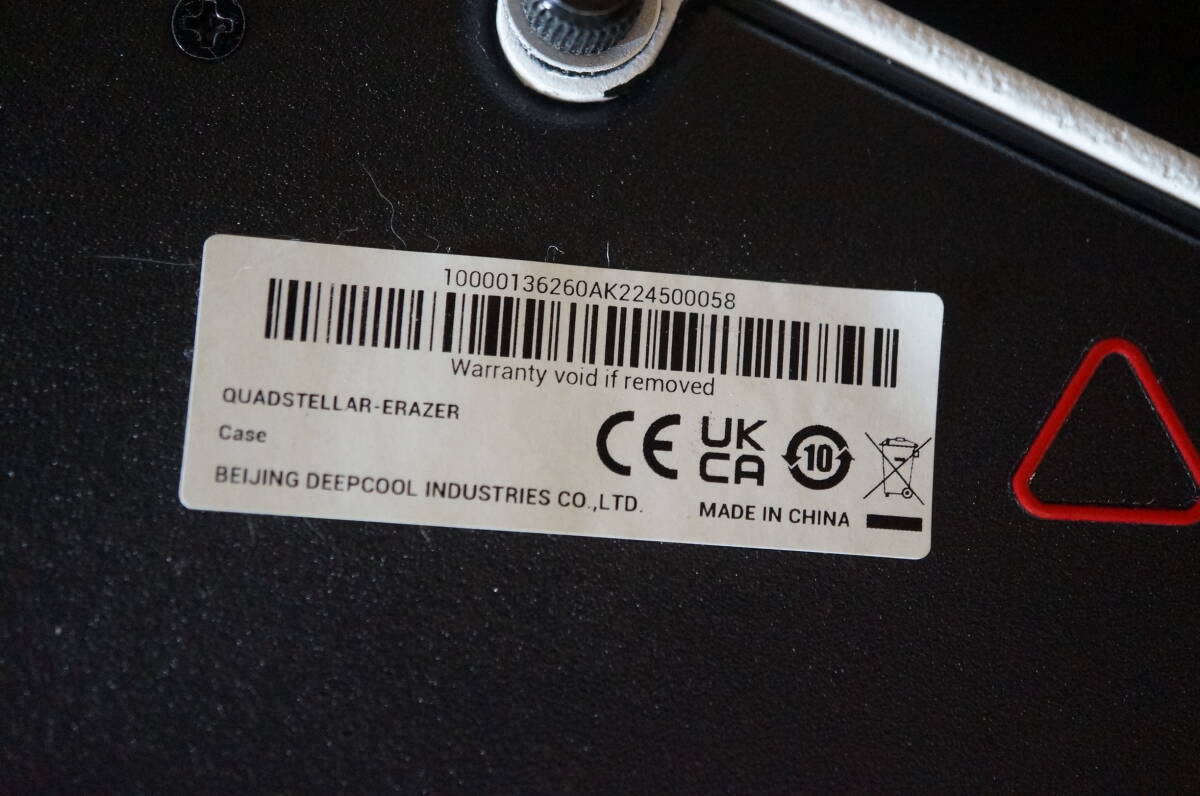 10000136260AK224500058
Warranty void if removed
QUADSTELLAR-ERAZER
Case
BEIJING DEEPCOOL INDUSTRIES CO.,LTD.
CE
UK
CA
10
MADE IN CHINA